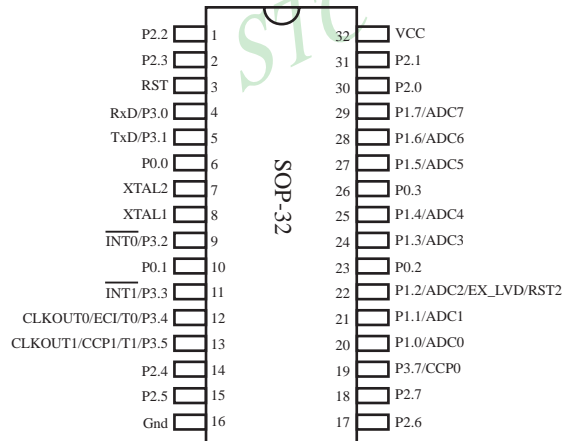 STC
P2.2 1 32 VCC
P2.3 2 31 P2.1
RST 3 30 P2.0
RxD/P3.0 4 29 P1.7/ADC7
TxD/P3.1 5 28 P1.6/ADC6
P0.0 6 27 P1.5/ADC5
XTAL2 7 26 P0.3
XTAL1 8 25 P1.4/ADC4
INT0/P3.2 9 24 P1.3/ADC3
P0.1 10 23 P0.2
INT1/P3.3 11 22 P1.2/ADC2/EX_LVD/RST2
CLKOUT0/ECI/T0/P3.4 12 21 P1.1/ADC1
CLKOUT1/CCP1/T1/P3.5 13 20 P1.0/ADC0
P2.4 14 19 P3.7/CCP0
P2.5 15 18 P2.7
Gnd 16 17 P2.6
SOP-32